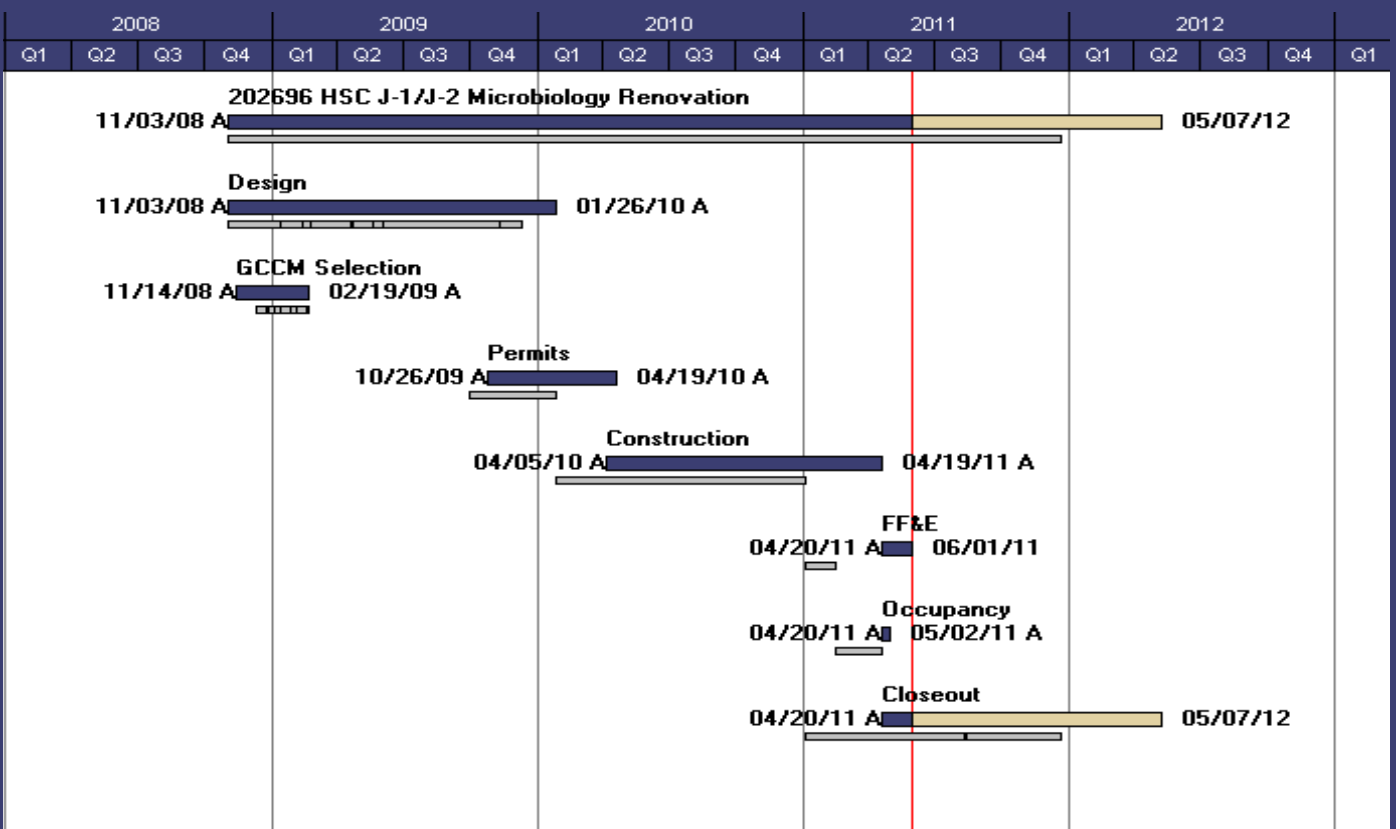 2008 2009 2010 2011 2012
Q1 Q2 Q3 Q4 Q1 Q2 Q3 Q4 Q1 Q2 Q3 Q4 Q1 Q2 Q3 Q4 Q1 Q2 Q3 Q4 Q1
202696 HSC J-1/J-2 Microbiology Renovation
11/03/08 A 05/07/12
Design
11/03/08 A 01/26/10 A
GCCM Selection
11/14/08 A 02/19/09 A
Permits
10/26/09 A 04/19/10 A
Construction
04/05/10 A 04/19/11 A
FF&E
04/20/11 A 06/01/11
Occupancy
04/20/11 A 05/02/11 A
Closeout
04/20/11 A 05/07/12